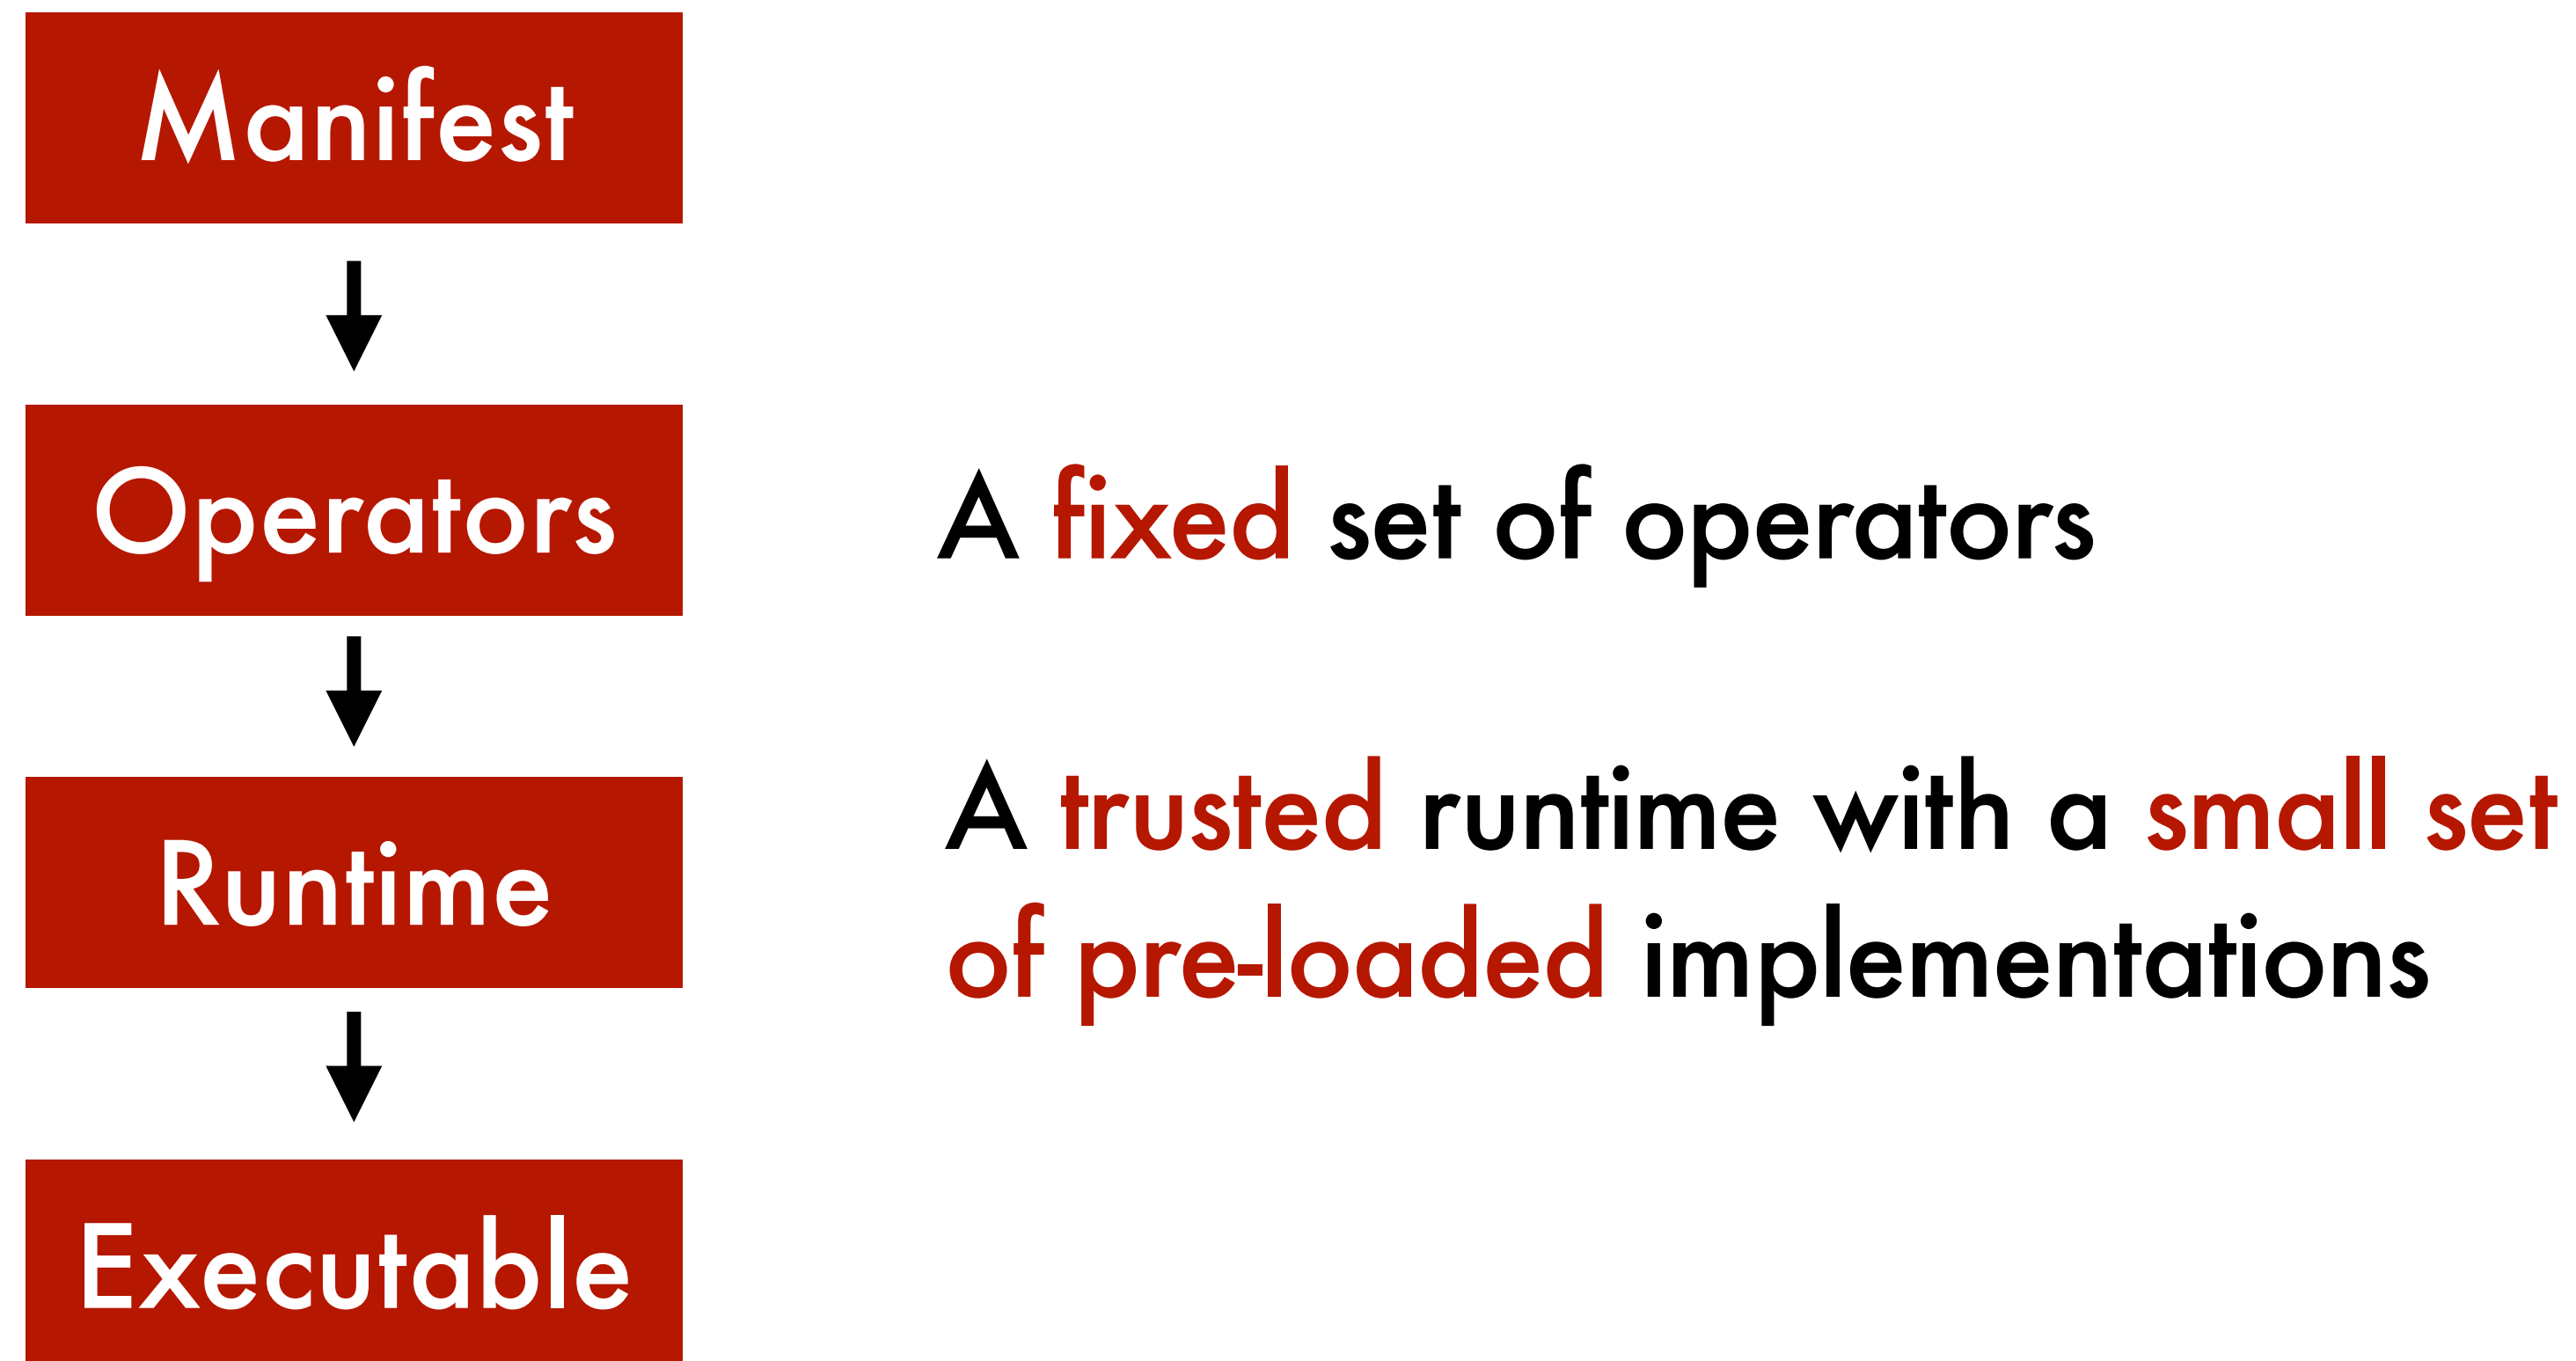 Manifest
Operators
A fixed set of operators
Runtime
A trusted runtime with a small set
of pre-loaded implementations
Executable